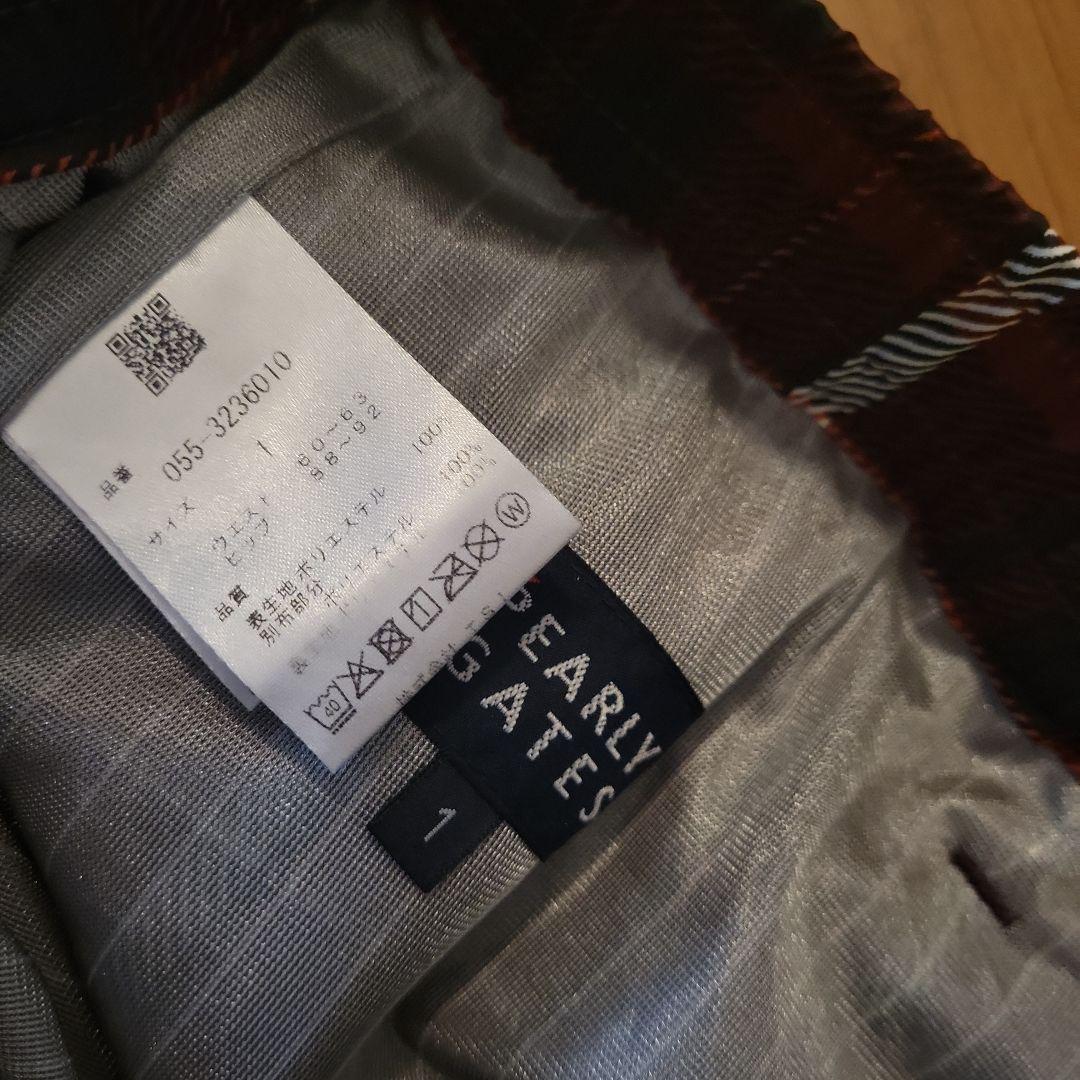 品番 055-3236010
サイズ 1
ウエスト 60～63
ヒップ 88～92
品質
表生地 ポリエステル 100%
別布部分 ポリエステル 100%
40
W
PEARLY
GATES
1